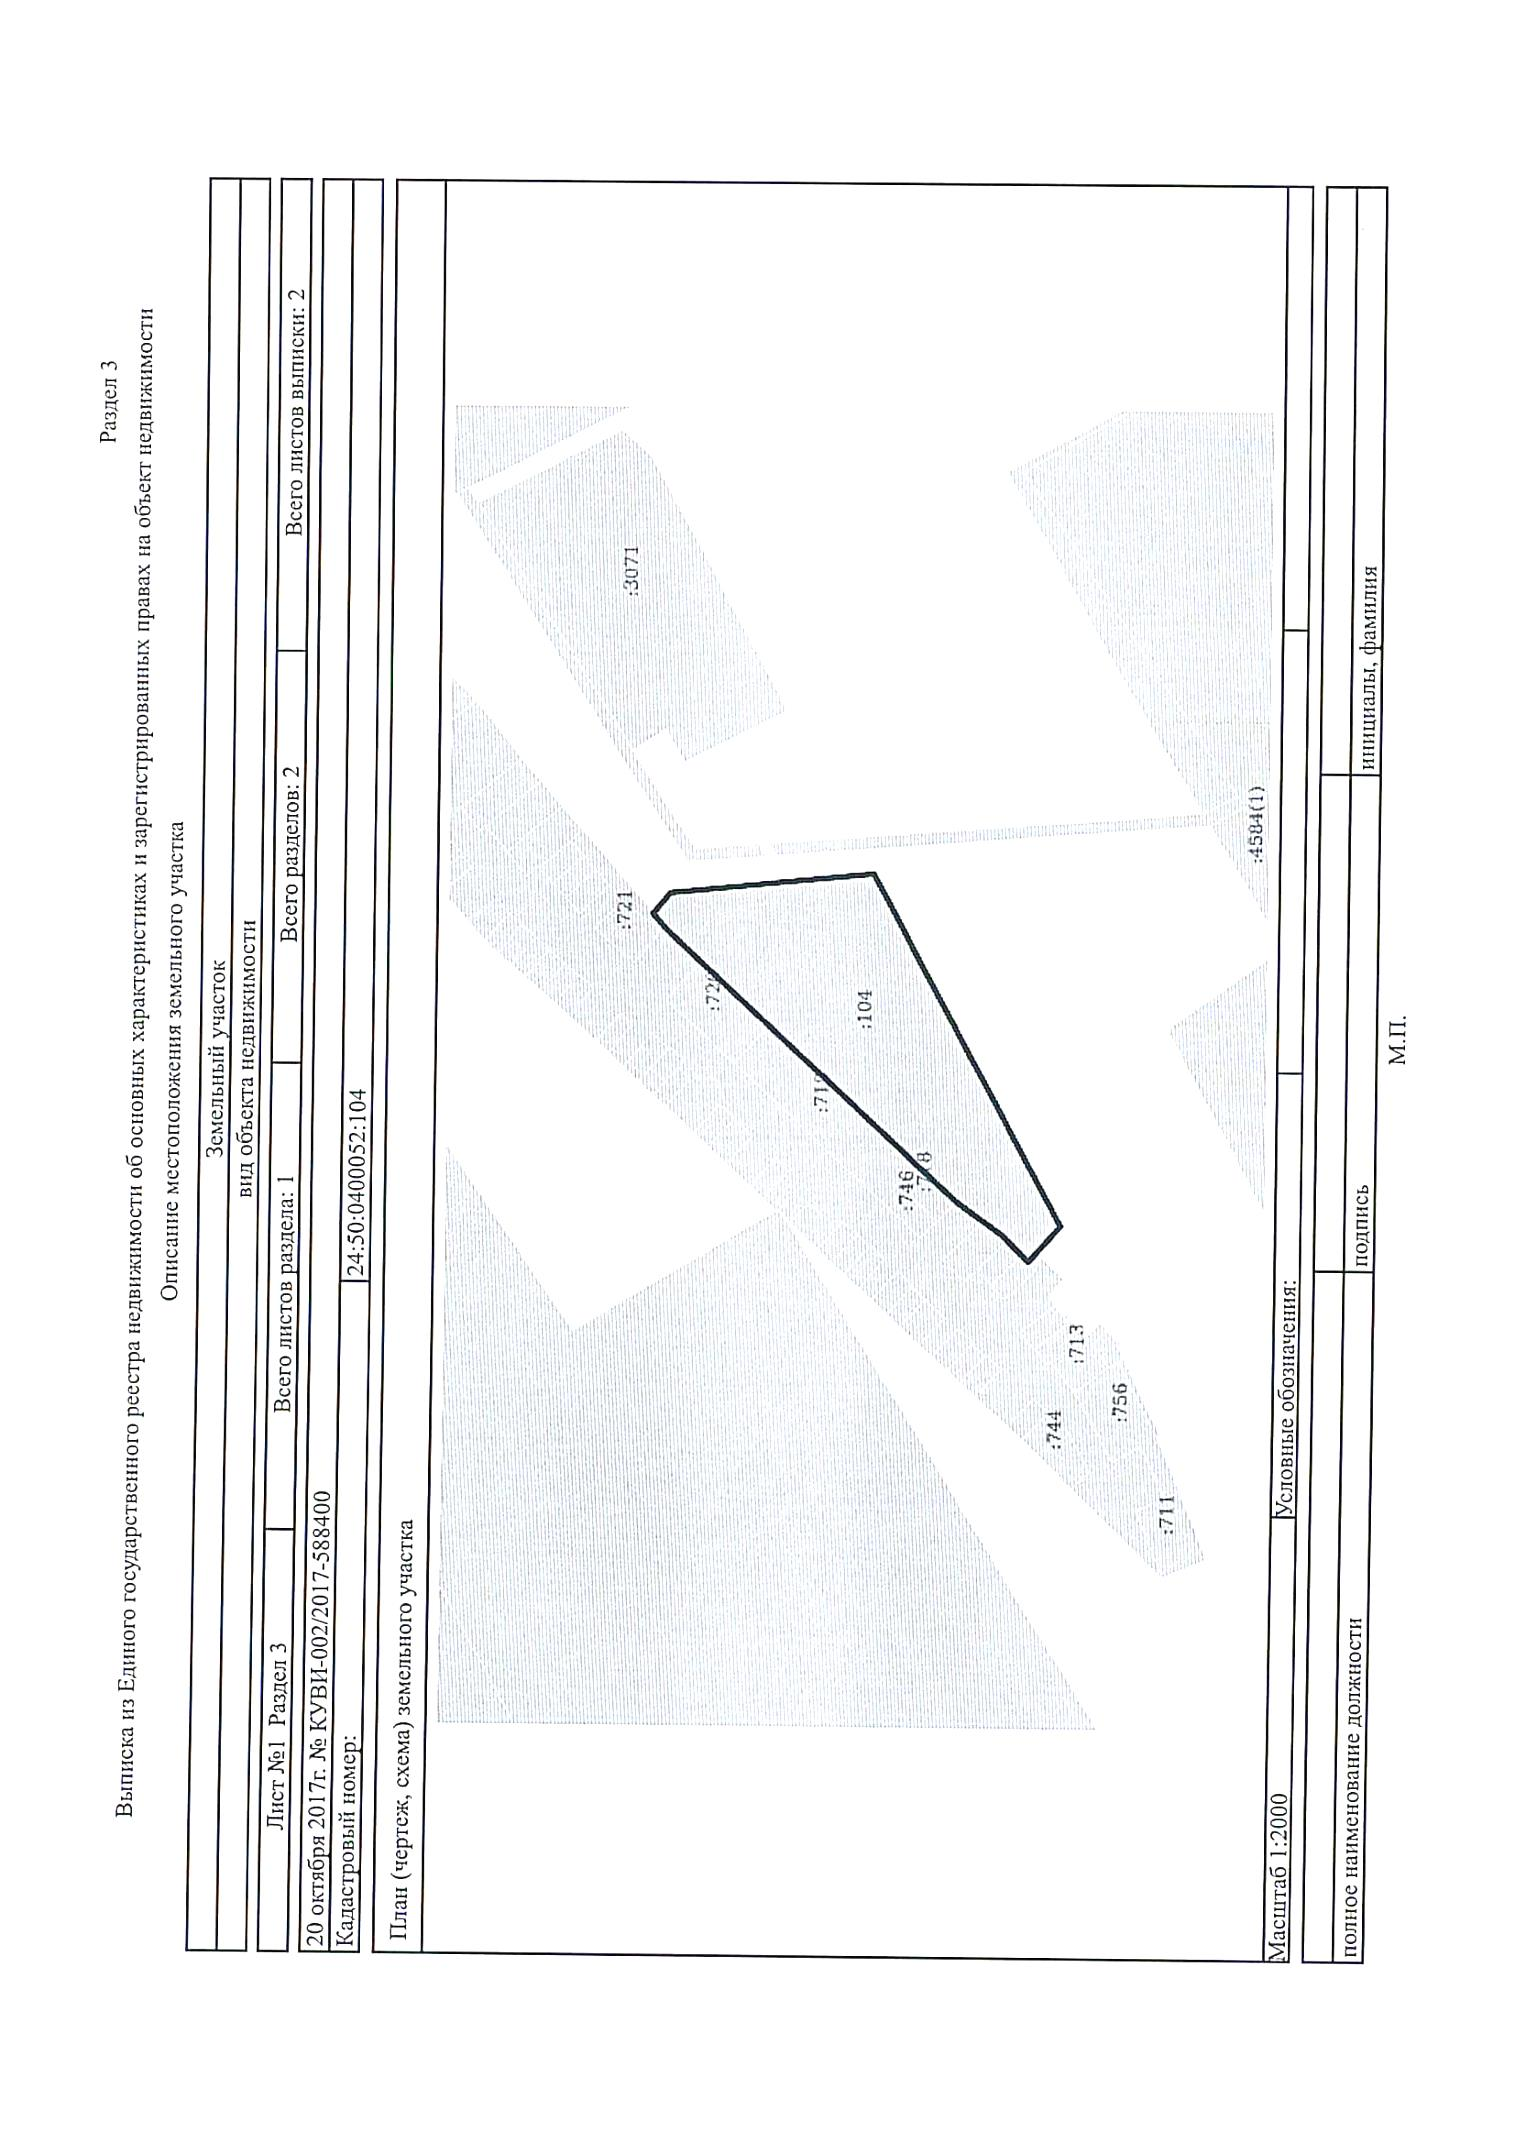 Раздел 3
Выписка из Единого государственного реестра недвижимости об основных характеристиках и зарегистрированных правах на объект недвижимости
Описание местоположения земельного участка
Земельный участок
вид объекта недвижимости
Лист №1 Раздел 3 Всего листов раздела: 1 Всего разделов: 2 Всего листов выписки: 2
20 октября 2017г. № КУВИ-002/2017-588400
Кадастровый номер: 24:50:0400052:104
План (чертеж, схема) земельного участка
:3071
:721
:104
:746
:713
:744
:756
:711
:4584(1)
Масштаб 1:2000 Условные обозначения:
полное наименование должности подпись инициалы, фамилия
М.П.